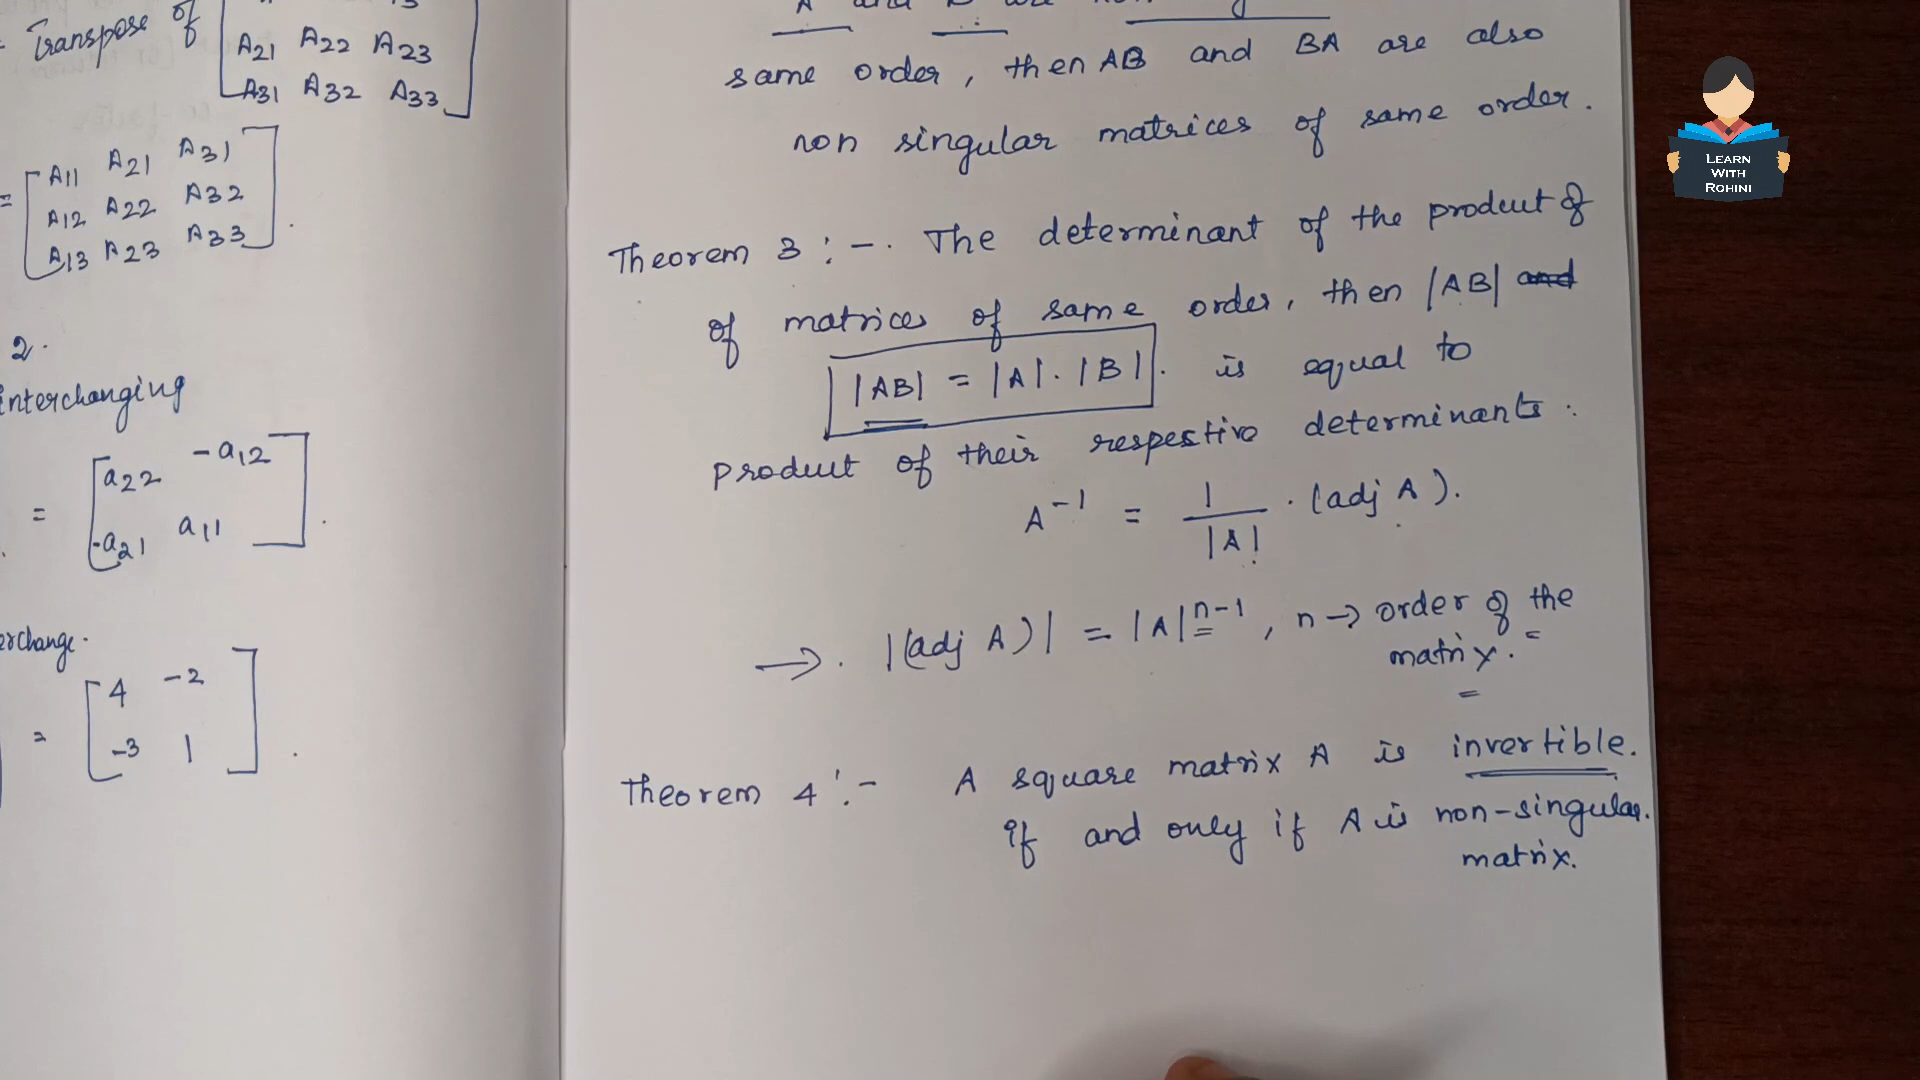 Transpose of
A21 A22 A23
A31 A32 A33
= A11 A21 A31
A12 A22 A32
A13 A23 A33 .
2.
interchanging
= a22 -a12
-a21 a11 .
= 4 -2
-3 1 .
same order, then AB and BA are also
non singular matrices of same order.
Theorem 3 :- . The determinant of the product of
of matrices of same order, then |AB| and
|AB| = |A| . |B| . is equal to
product of their respestive determinants .
A^-1 = 1/|A| . (adj A).
→ . |(adj A)| = |A|^n-1 , n → order of the
matrix.
Theorem 4 :- A square matrix A is invertible.
if and only if A is non-singular.
matrix.
LEARN
WITH
ROHINI